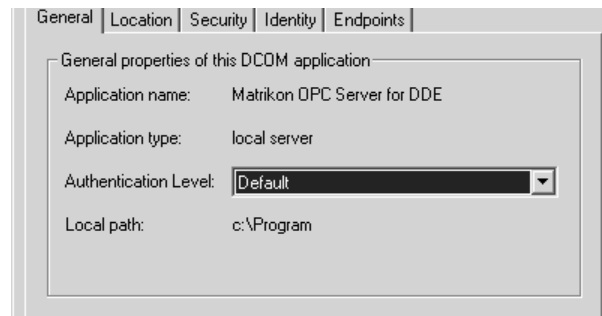 General Location Security Identity Endpoints
General properties of this DCOM application
Application name: Matrikon OPC Server for DDE
Application type: local server
Authentication Level: Default
Local path: c:\Program